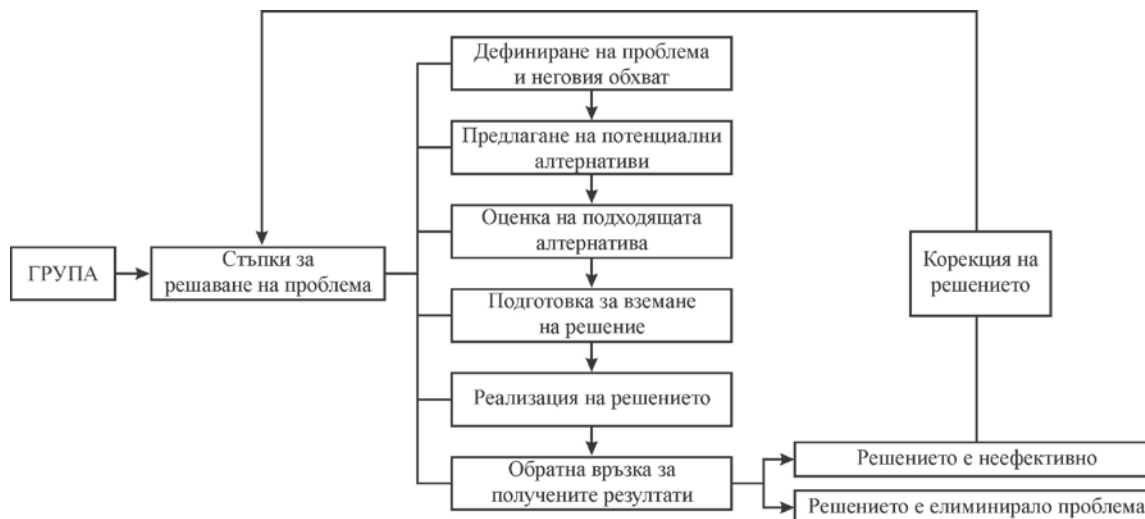 ГРУПА
Стъпки за
решаване на проблема
Дефиниране на проблема
и неговия обхват
Предлагане на потенциални
алтернативи
Оценка на подходящата
алтернатива
Подготовка за вземане
на решение
Реализация на решението
Обратна връзка за
получените резултати
Корекция на
решението
Решението е неефективно
Решението е елиминирало проблема